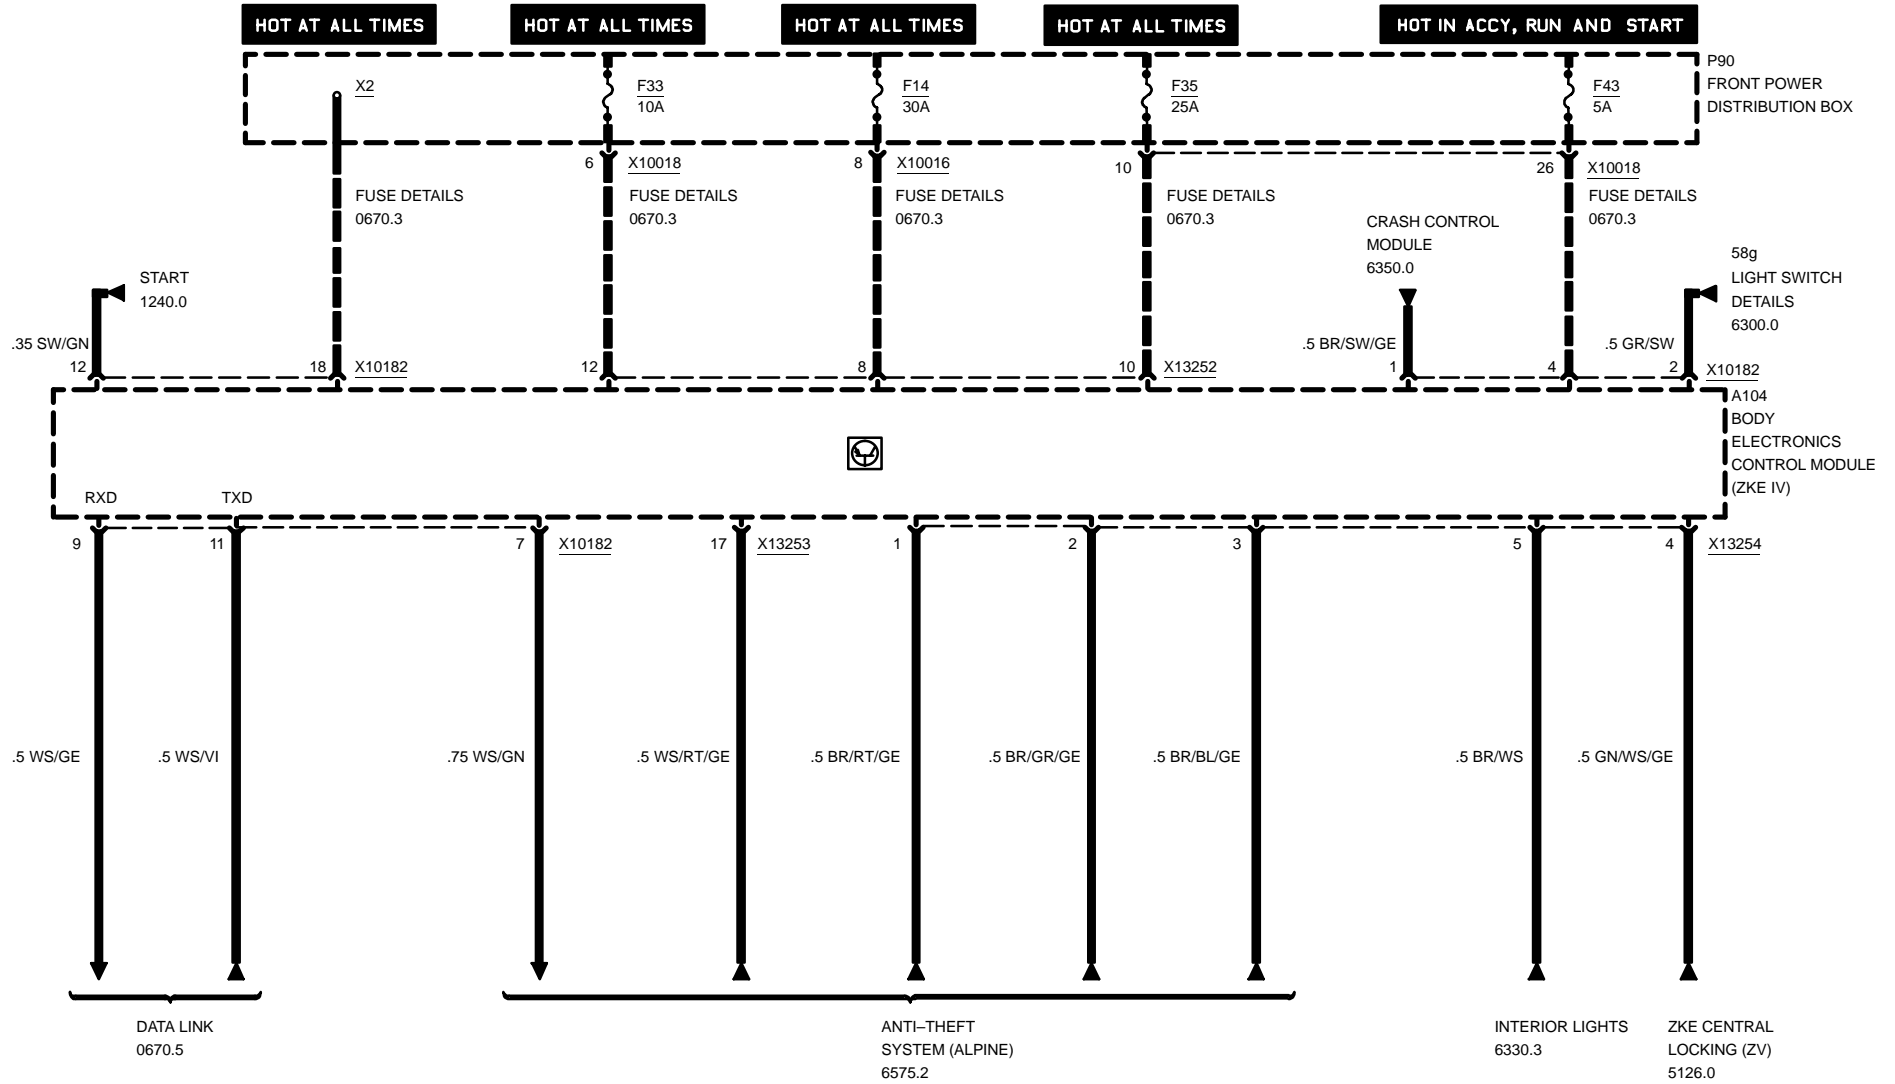 HOT AT ALL TIMES
HOT AT ALL TIMES
HOT AT ALL TIMES
HOT AT ALL TIMES
HOT IN ACCY, RUN AND START
X2
F33
10A
F14
30A
F35
25A
F43
5A
P90
FRONT POWER
DISTRIBUTION BOX
6
X10018
8
X10016
10
26
X10018
FUSE DETAILS
0670.3
FUSE DETAILS
0670.3
FUSE DETAILS
0670.3
FUSE DETAILS
0670.3
FUSE DETAILS
0670.3
CRASH CONTROL
MODULE
6350.0
58g
LIGHT SWITCH
DETAILS
6300.0
START
1240.0
.35 SW/GN
.5 BR/SW/GE
.5 GR/SW
12
18
X10182
12
8
10
X13252
1
4
2
X10182
A104
BODY
ELECTRONICS
CONTROL MODULE
(ZKE IV)
RXD
TXD
9
11
7
X10182
17
X13253
1
2
3
5
4
X13254
.5 WS/GE
.5 WS/VI
.75 WS/GN
.5 WS/RT/GE
.5 BR/RT/GE
.5 BR/GR/GE
.5 BR/BL/GE
.5 BR/WS
.5 GN/WS/GE
DATA LINK
0670.5
ANTI–THEFT
SYSTEM (ALPINE)
6575.2
INTERIOR LIGHTS
6330.3
ZKE CENTRAL
LOCKING (ZV)
5126.0